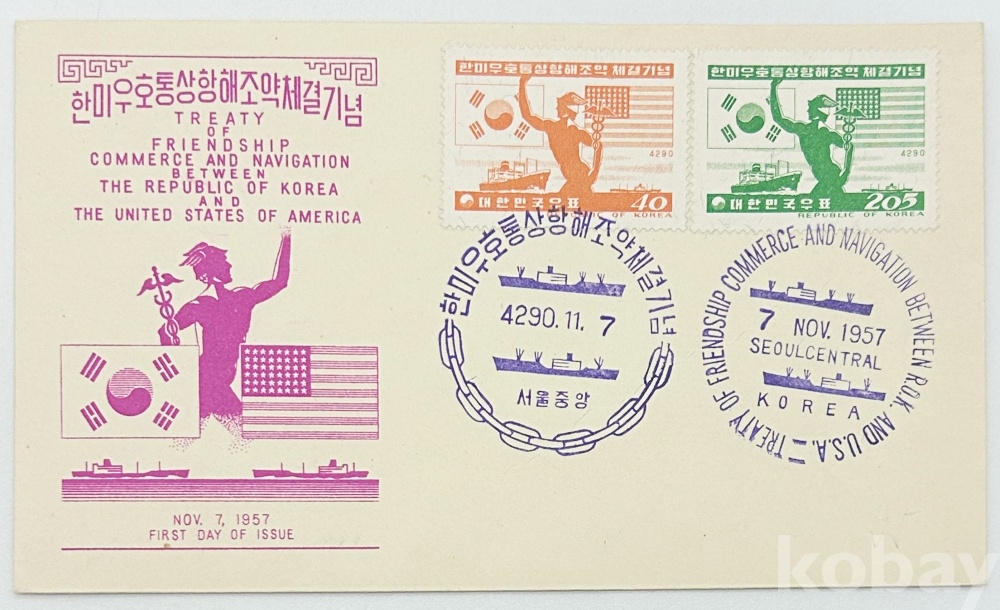 한미우호통상항해조약체결기념
TREATY
OF
FRIENDSHIP
COMMERCE AND NAVIGATION
BETWEEN
THE REPUBLIC OF KOREA
AND
THE UNITED STATES OF AMERICA
NOV. 7, 1957
FIRST DAY OF ISSUE
한미우호통상항해조약 체결기념
4290
대한민국우표 40
REPUBLIC OF KOREA
한미우호통상항해조약 체결기념
4290
대한민국우표 205
REPUBLIC OF KOREA
한미우호통상항해조약체결기념
4290.11. 7
서울중앙
TREATY OF FRIENDSHIP COMMERCE AND NAVIGATION BETWEEN R.O.K. AND U.S.A.
7 NOV. 1957
SEOULCENTRAL
KOREA
kobay